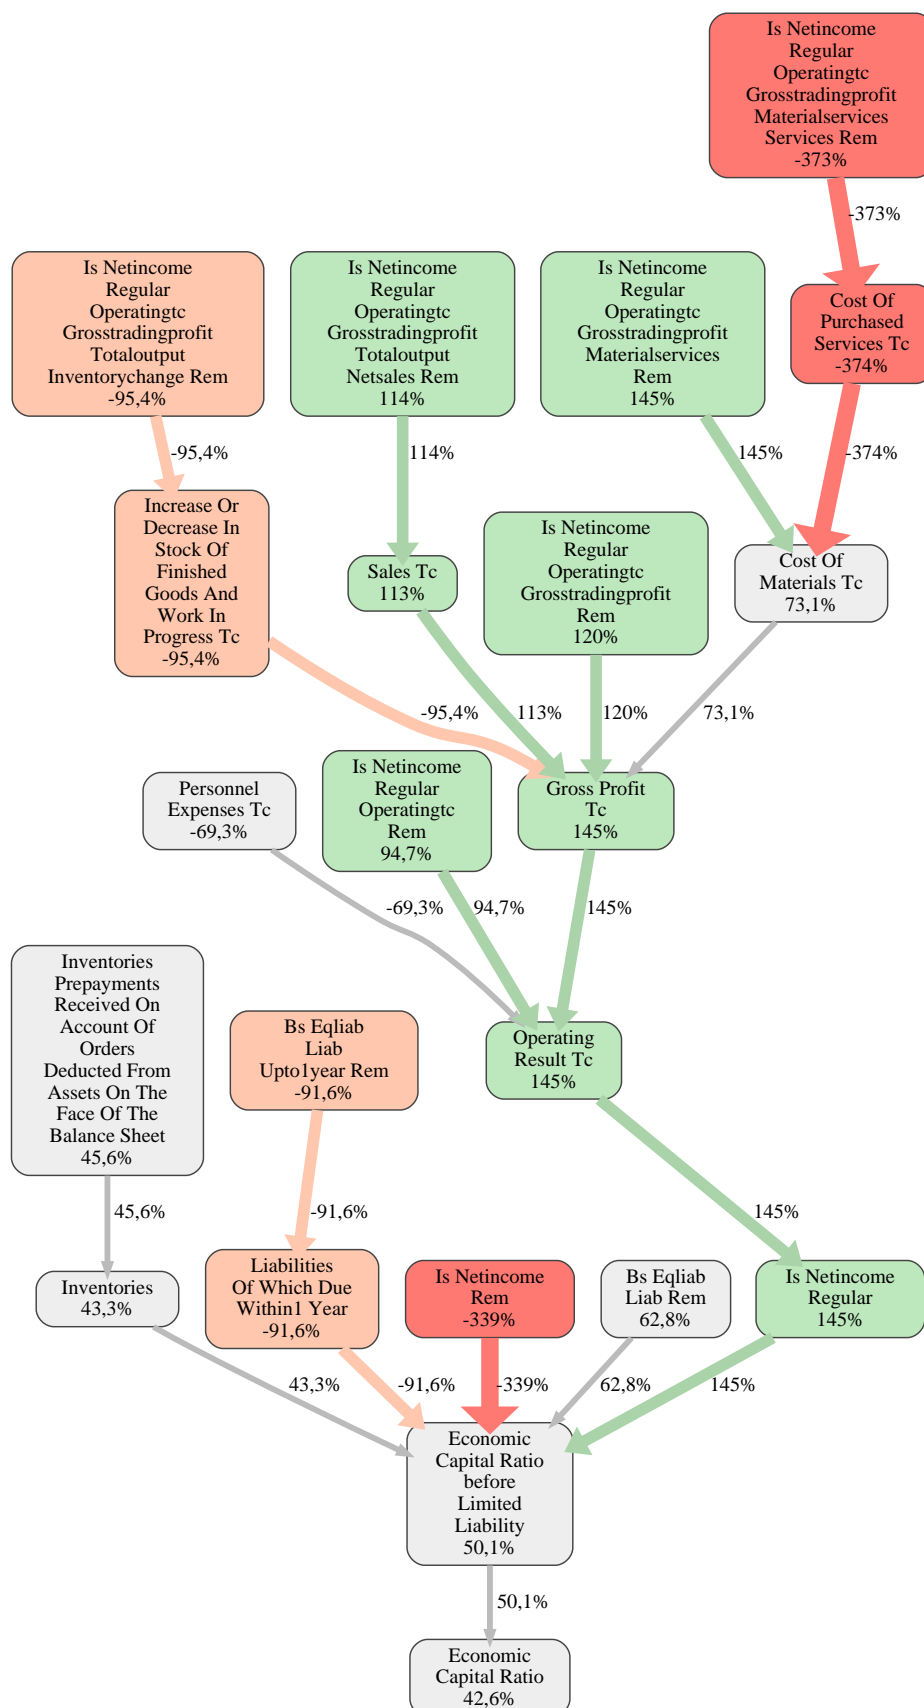 Is Netincome
Regular
Operatingtc
Grosstradingprofit
Materialservices
Services Rem
-373%
-373%
Is Netincome
Regular
Operatingtc
Grosstradingprofit
Totaloutput
Inventorychange Rem
-95,4%
Is Netincome
Regular
Operatingtc
Grosstradingprofit
Totaloutput
Netsales Rem
114%
Is Netincome
Regular
Operatingtc
Grosstradingprofit
Materialservices
Rem
145%
Cost Of
Purchased
Services Tc
-374%
-95,4%
114%
145%
-374%
Increase Or
Decrease In
Stock Of
Finished
Goods And
Work In
Progress Tc
-95,4%
Sales Tc
113%
Is Netincome
Regular
Operatingtc
Grosstradingprofit
Rem
120%
Cost Of
Materials Tc
73,1%
-95,4%
113%
120%
73,1%
Personnel
Expenses Tc
-69,3%
Is Netincome
Regular
Operatingtc
Rem
94,7%
Gross Profit
Tc
145%
-69,3%
94,7%
145%
Inventories
Prepayments
Received On
Account Of
Orders
Deducted From
Assets On The
Face Of The
Balance Sheet
45,6%
Bs Eqliab
Liab
Upto1year Rem
-91,6%
Operating
Result Tc
145%
45,6%
-91,6%
145%
Inventories
43,3%
Liabilities
Of Which Due
Within1 Year
-91,6%
Is Netincome
Rem
-339%
Bs Eqliab
Liab Rem
62,8%
Is Netincome
Regular
145%
43,3%
-91,6%
-339%
62,8%
145%
Economic
Capital Ratio
before
Limited
Liability
50,1%
50,1%
Economic
Capital Ratio
42,6%